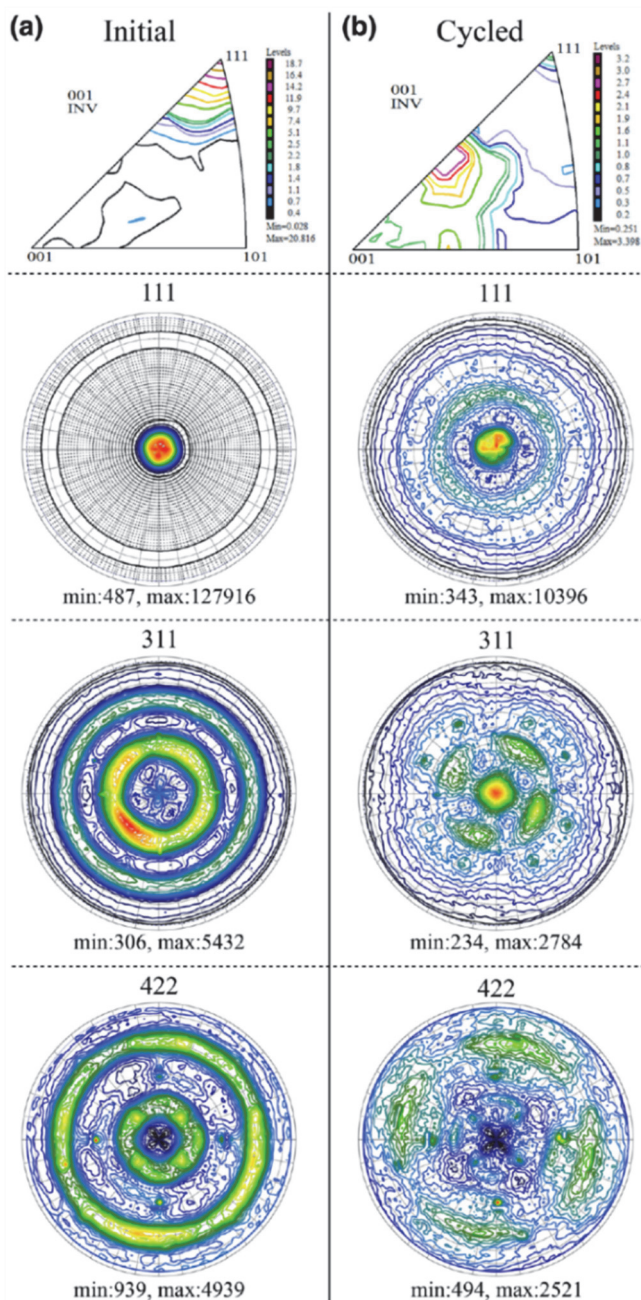 (a) Initial
111
001
INV
Levels
18.7
16.4
14.2
11.9
9.7
7.4
5.1
2.5
2.2
1.8
1.4
1.1
0.7
0.4
Min=0.028
Max=20.816
001
101
111
min:487, max:127916
311
min:306, max:5432
422
min:939, max:4939
(b) Cycled
111
001
INV
Levels
3.2
3.0
2.7
2.4
2.1
1.9
1.6
1.1
1.0
0.8
0.7
0.5
0.3
0.2
Min=0.251
Max=3.398
001
101
111
min:343, max:10396
311
min:234, max:2784
422
min:494, max:2521